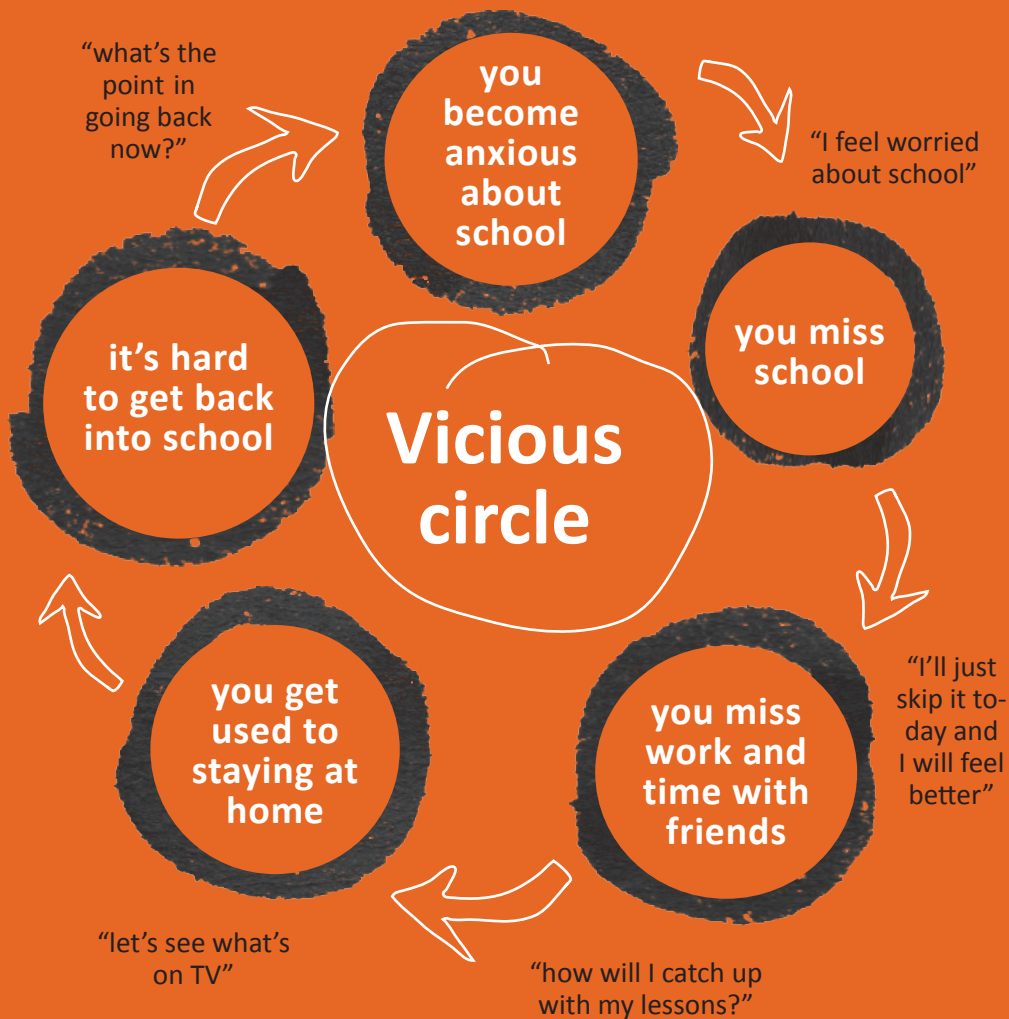 you
become
anxious
about
school
“I feel worried
about school”
you miss
school
“I’ll just
skip it to-
day and
I will feel
better”
you miss
work and
time with
friends
“how will I catch up
with my lessons?”
you get
used to
staying at
home
“let’s see what’s
on TV”
it’s hard
to get back
into school
“what’s the
point in
going back
now?”
Vicious
circle